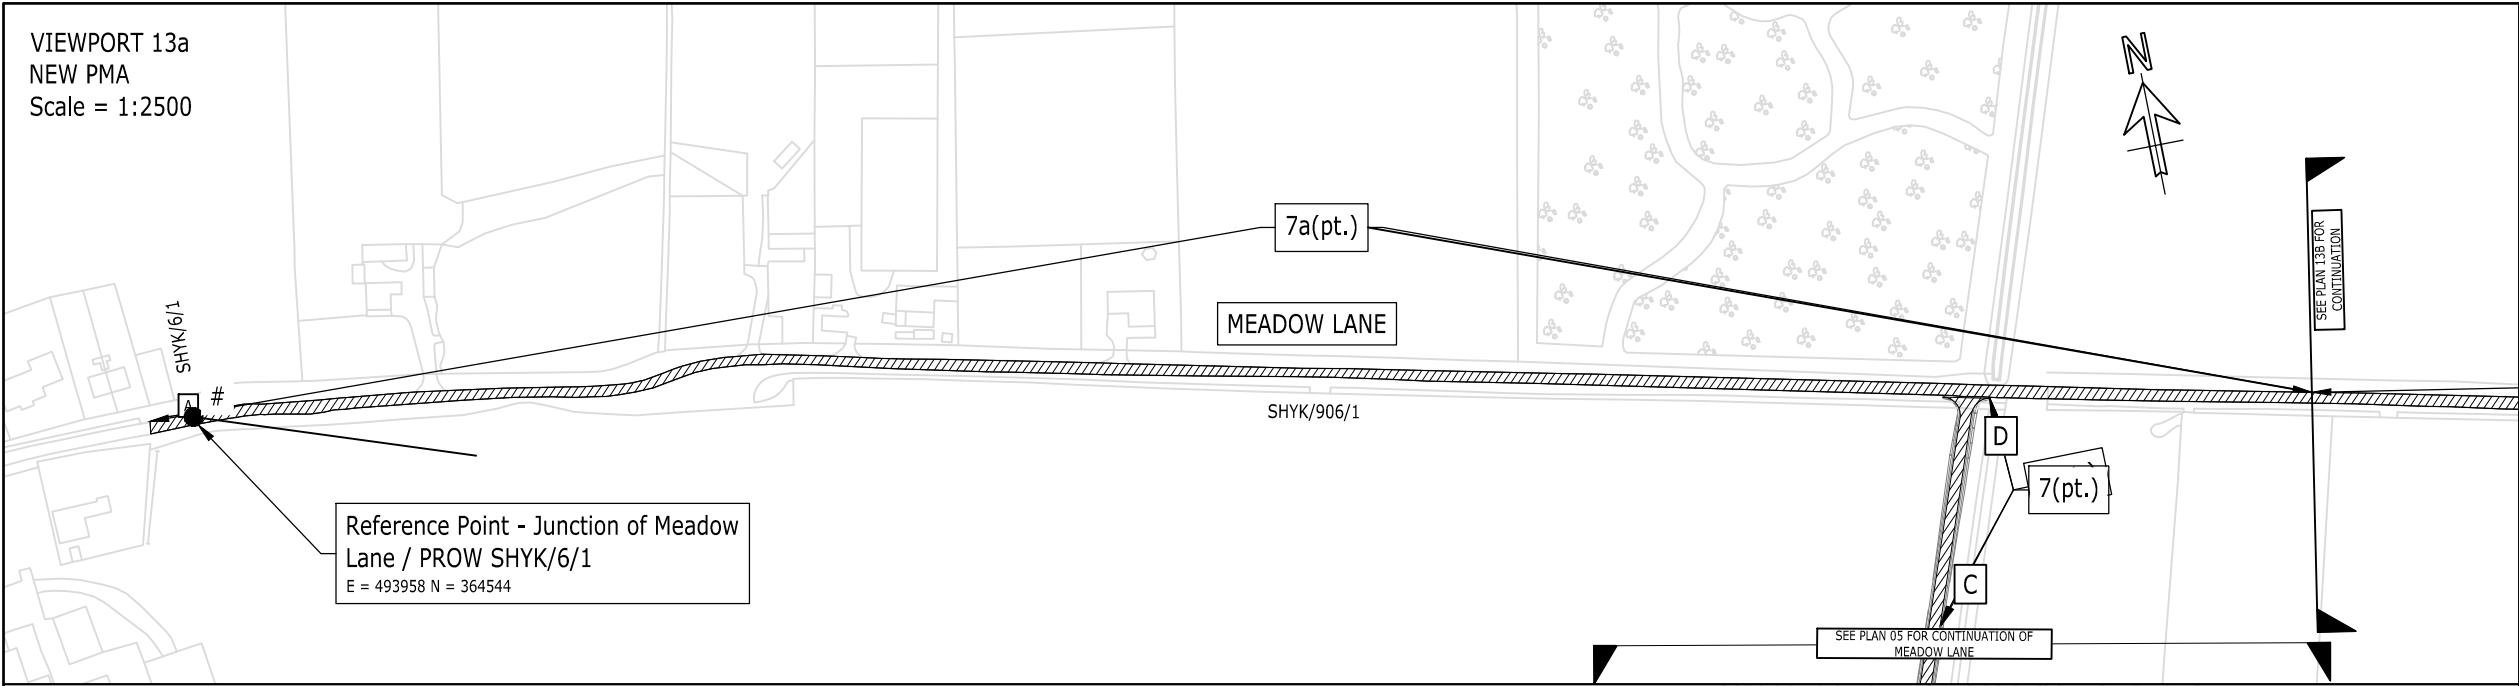 VIEWPORT 13a
NEW PMA
Scale = 1:2500
N
SEE PLAN 13B FOR
CONTINUATION
7a(pt.)
MEADOW LANE
SHYK/6/1
A
#
SHYK/906/1
D
7(pt.)
C
Reference Point - Junction of Meadow
Lane / PROW SHYK/6/1
E = 493958 N = 364544
SEE PLAN 05 FOR CONTINUATION OF
MEADOW LANE